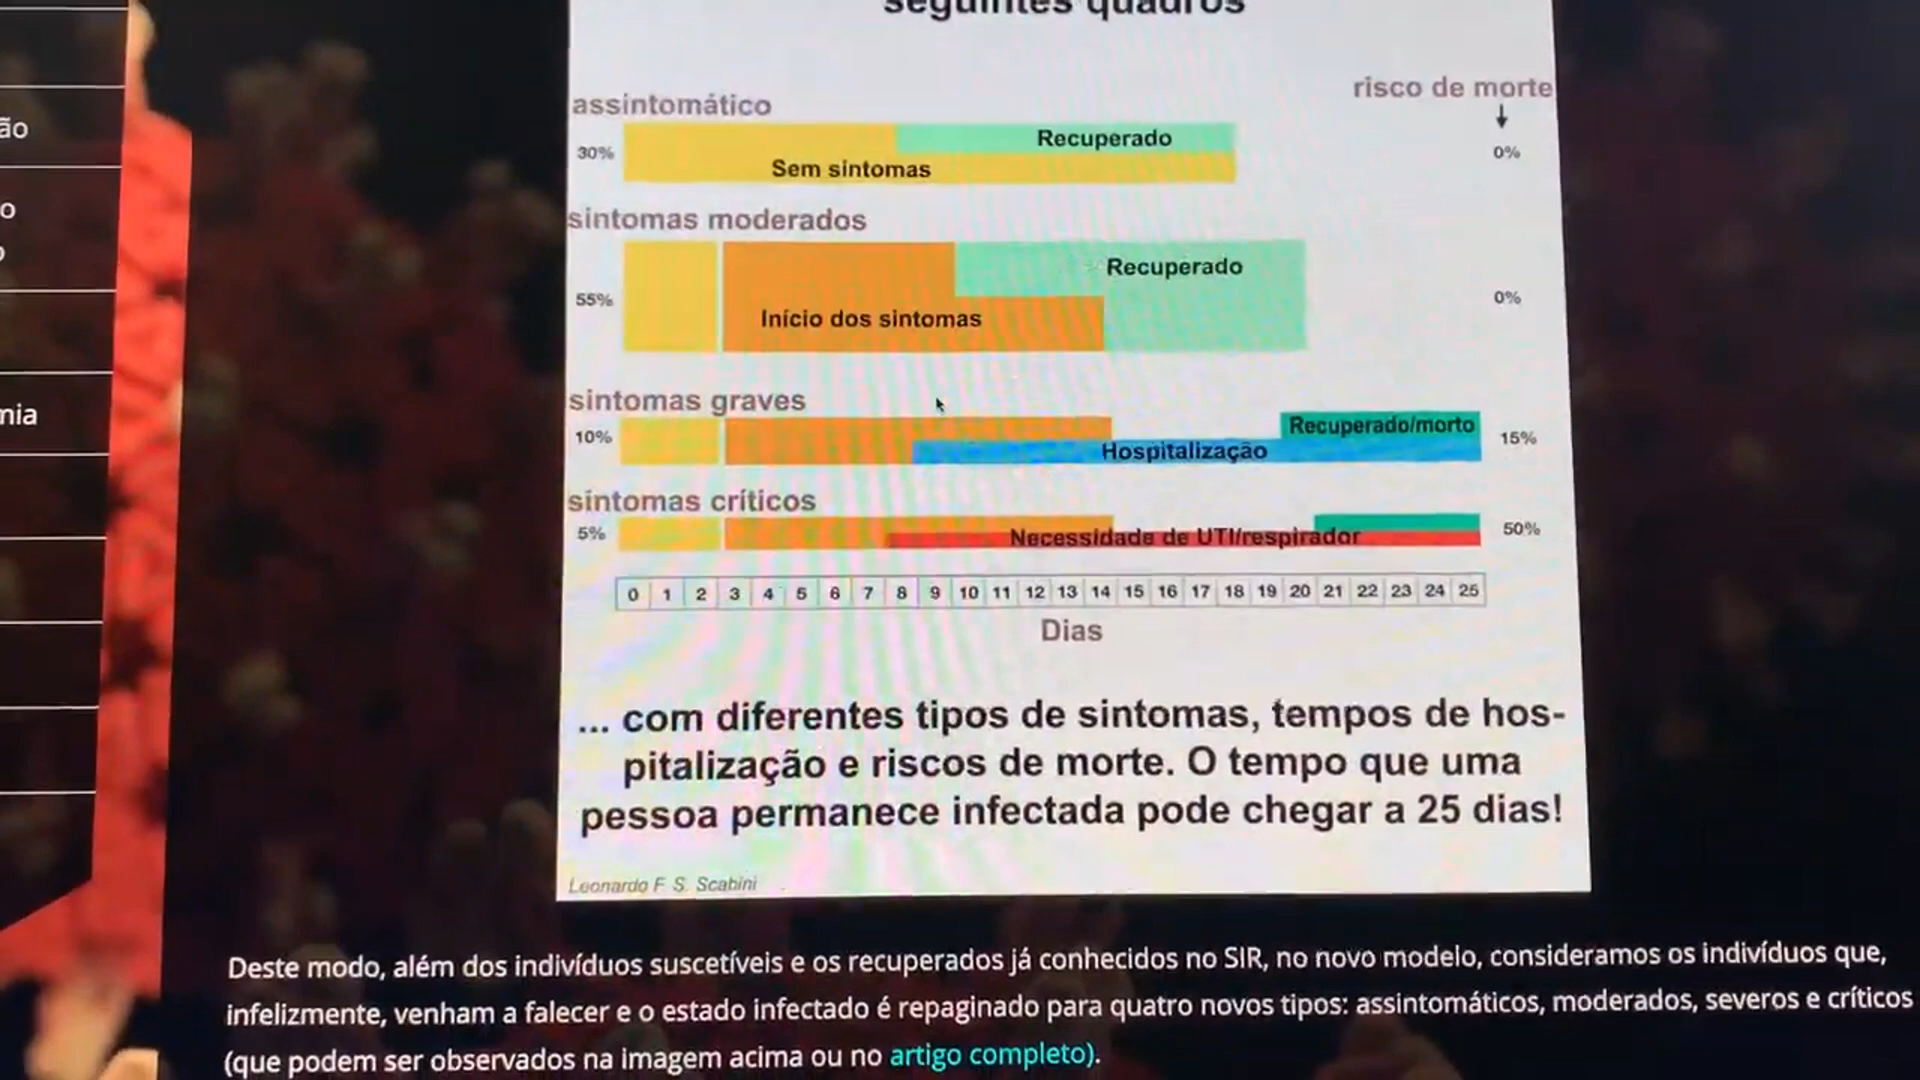 seguintes quadros
risco de morte
assintomático
Recuperado
30%
0%
Sem sintomas
sintomas moderados
Recuperado
55%
0%
Início dos sintomas
sintomas graves
Recuperado/morto
10%
15%
Hospitalização
sintomas críticos
5%
50%
Necessidade de UTI/respirador
0 1 2 3 4 5 6 7 8 9 10 11 12 13 14 15 16 17 18 19 20 21 22 23 24 25
Dias
... com diferentes tipos de sintomas, tempos de hos-
pitalização e riscos de morte. O tempo que uma
pessoa permanece infectada pode chegar a 25 dias!
Leonardo F. S. Scabini
Deste modo, além dos indivíduos suscetíveis e os recuperados já conhecidos no SIR, no novo modelo, consideramos os indivíduos que,
infelizmente, venham a falecer e o estado infectado é repaginado para quatro novos tipos: assintomáticos, moderados, severos e críticos
(que podem ser observados na imagem acima ou no artigo completo).
ão
o
nia